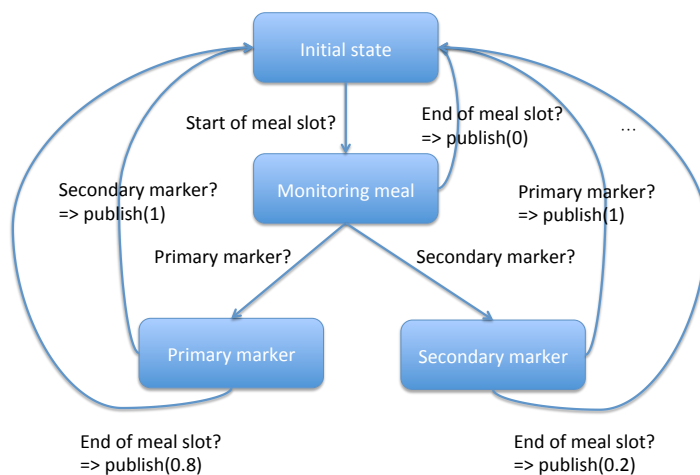 Initial state
Start of meal slot?
End of meal slot?
=> publish(0)
...
Monitoring meal
Secondary marker?
=> publish(1)
Primary marker?
=> publish(1)
Primary marker?
Secondary marker?
Primary marker
Secondary marker
End of meal slot?
=> publish(0.8)
End of meal slot?
=> publish(0.2)